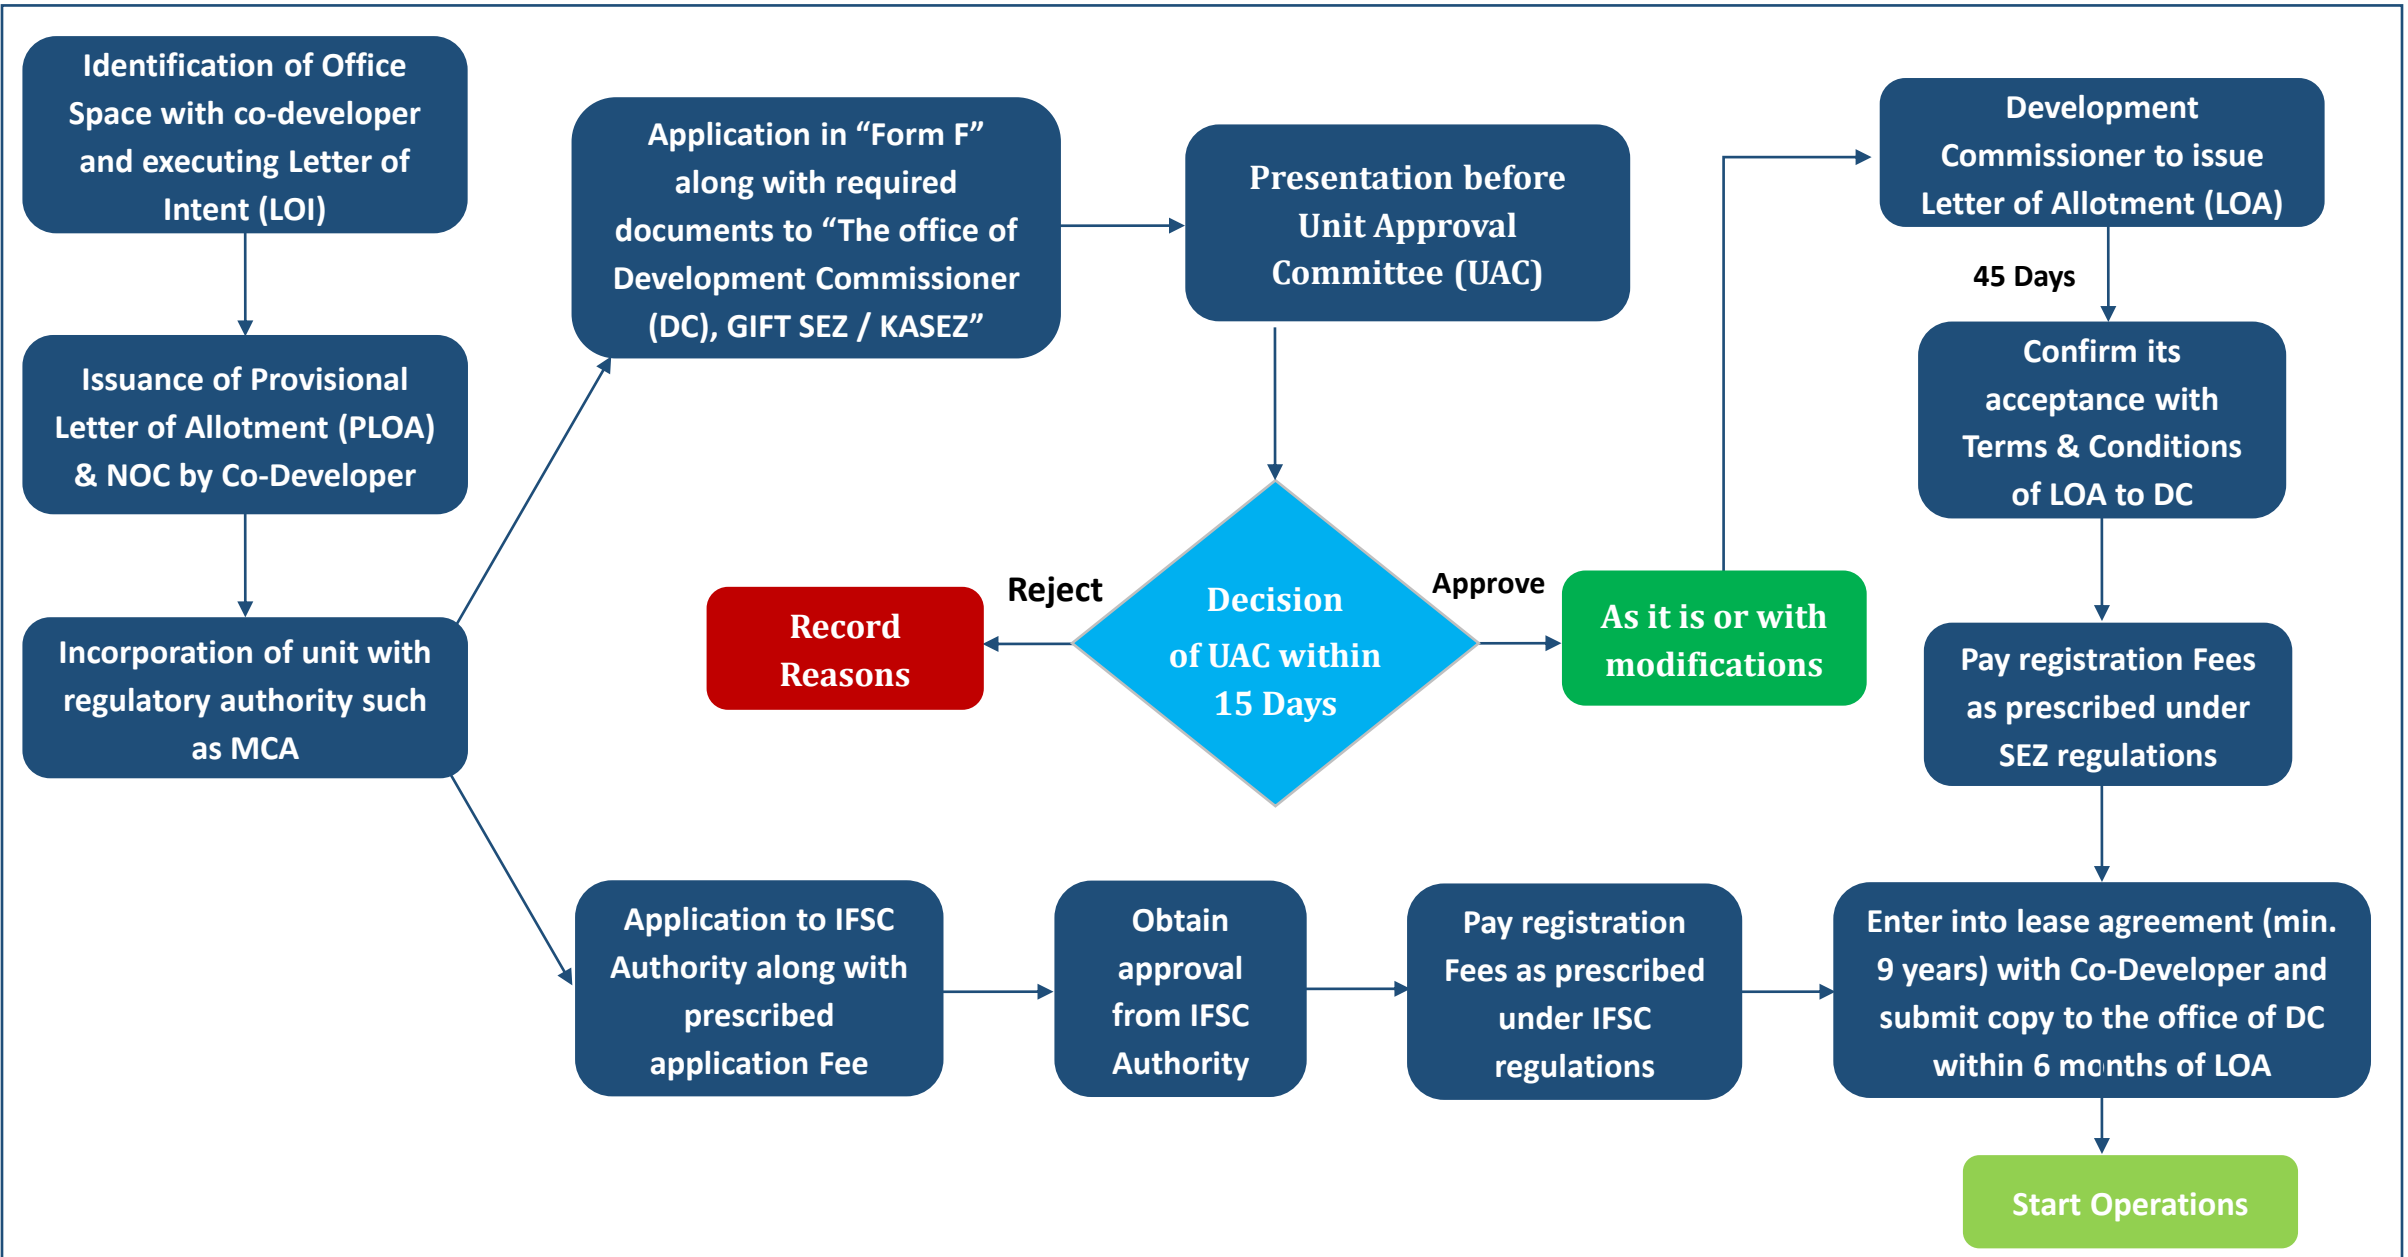 Identification of Office
Space with co-developer
and executing Letter of
Intent (LOI)
Issuance of Provisional
Letter of Allotment (PLOA)
& NOC by Co-Developer
Incorporation of unit with
regulatory authority such
as MCA
Application in “Form F”
along with required
documents to “The office of
Development Commissioner
(DC), GIFT SEZ / KASEZ”
Presentation before
Unit Approval
Committee (UAC)
Decision
of UAC within
15 Days
Reject
Record
Reasons
Approve
As it is or with
modifications
Development
Commissioner to issue
Letter of Allotment (LOA)
45 Days
Confirm its
acceptance with
Terms & Conditions
of LOA to DC
Pay registration Fees
as prescribed under
SEZ regulations
Application to IFSC
Authority along with
prescribed
application Fee
Obtain
approval
from IFSC
Authority
Pay registration
Fees as prescribed
under IFSC
regulations
Enter into lease agreement (min.
9 years) with Co-Developer and
submit copy to the office of DC
within 6 months of LOA
Start Operations